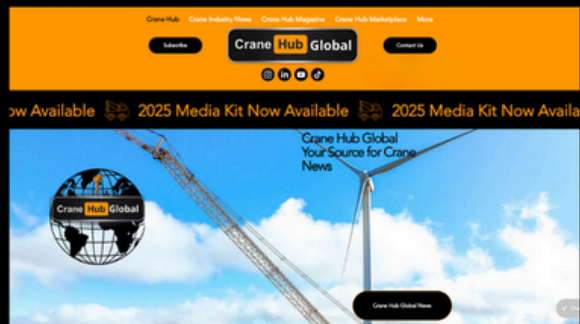 Crane Hub Crane Industry News Crane Hub Magazine Crane Hub Marketplace More
Subscribe
Crane Hub Global
Contact Us
ow Available 2025 Media Kit Now Available 2025 Media Kit Now Availa
Crane Hub Global
Your Source for Crane
News
Crane Hub Global
Crane Hub Global News